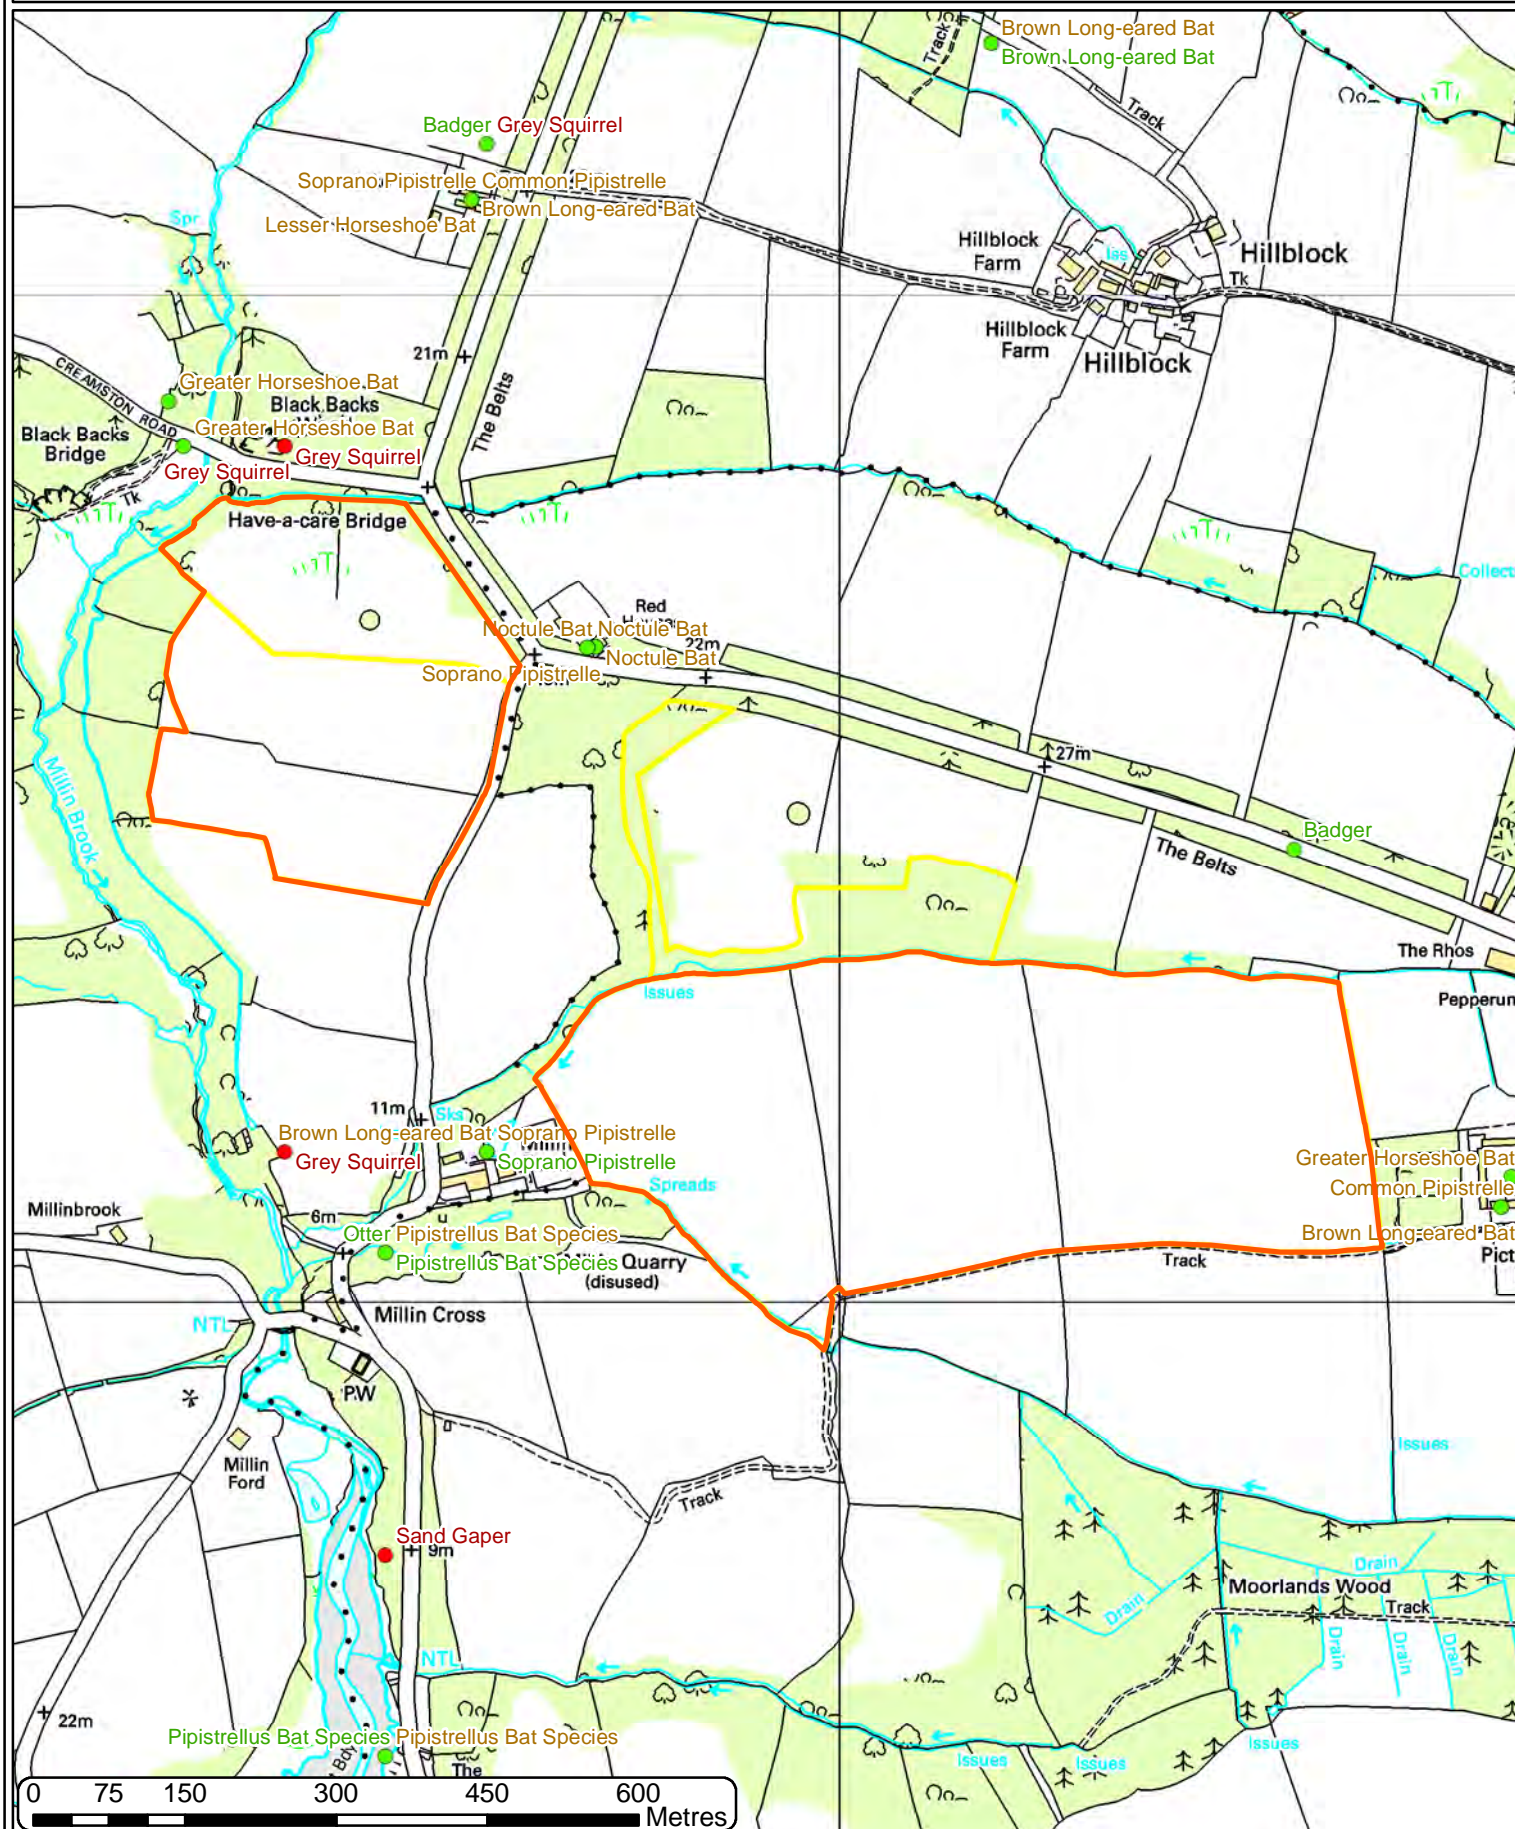 Brown Long-eared Bat
Brown Long-eared Bat
Track
Track
Badger Grey Squirrel
Soprano Pipistrelle Common Pipistrelle
Brown Long-eared Bat
Lesser Horseshoe Bat
Spr
Hillblock
Farm
Iss
Hillblock
Tk
Hillblock
Farm
Hillblock
21m
The Belts
CREAMSTON ROAD
Greater Horseshoe Bat
Black Backs
Greater Horseshoe Bat
Black Backs
Bridge
Grey Squirrel
Grey Squirrel
Tk
Have-a-care Bridge
Collect
Red
Noctule Bat Noctule Bat
22m
Noctule Bat
Soprano Pipistrelle
27m
Millin Brook
Badger
The Belts
The Rhos
Issues
Pepperun
11m
Sks
Brown Long-eared Bat Soprano Pipistrelle
Grey Squirrel
Soprano Pipistrelle
Greater Horseshoe Bat
Spreads
Common Pipistrelle
Millinbrook
6m
Otter Pipistrellus Bat Species
Brown Long-eared Bat
Pipistrellus Bat Species
Quarry
(disused)
Track
Pict
Millin Cross
NTL
PW
Millin
Ford
Issues
Track
Sand Gaper
9m
Drain
Moorlands Wood
Track
Drain
Drain
Drain
Drain
NTL
22m
Pipistrellus Bat Species Pipistrellus Bat Species
Bdy
The
Issues
Issues
Issues
0 75 150 300 450 600
Metres